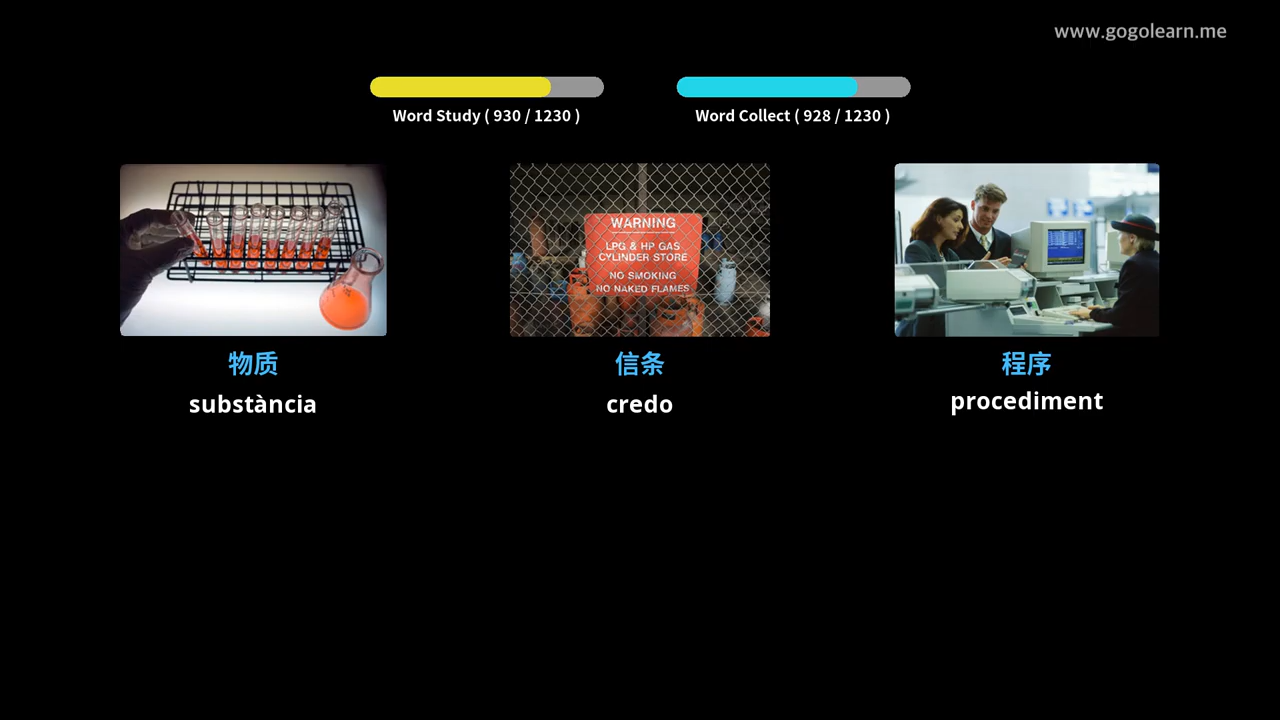 www.gogolearn.me
Word Study ( 930 / 1230 )
Word Collect ( 928 / 1230 )
WARNING
LPG & HP GAS
CYLINDER STORE
NO SMOKING
NO NAKED FLAMES
物质
信条
程序
substància
credo
procediment